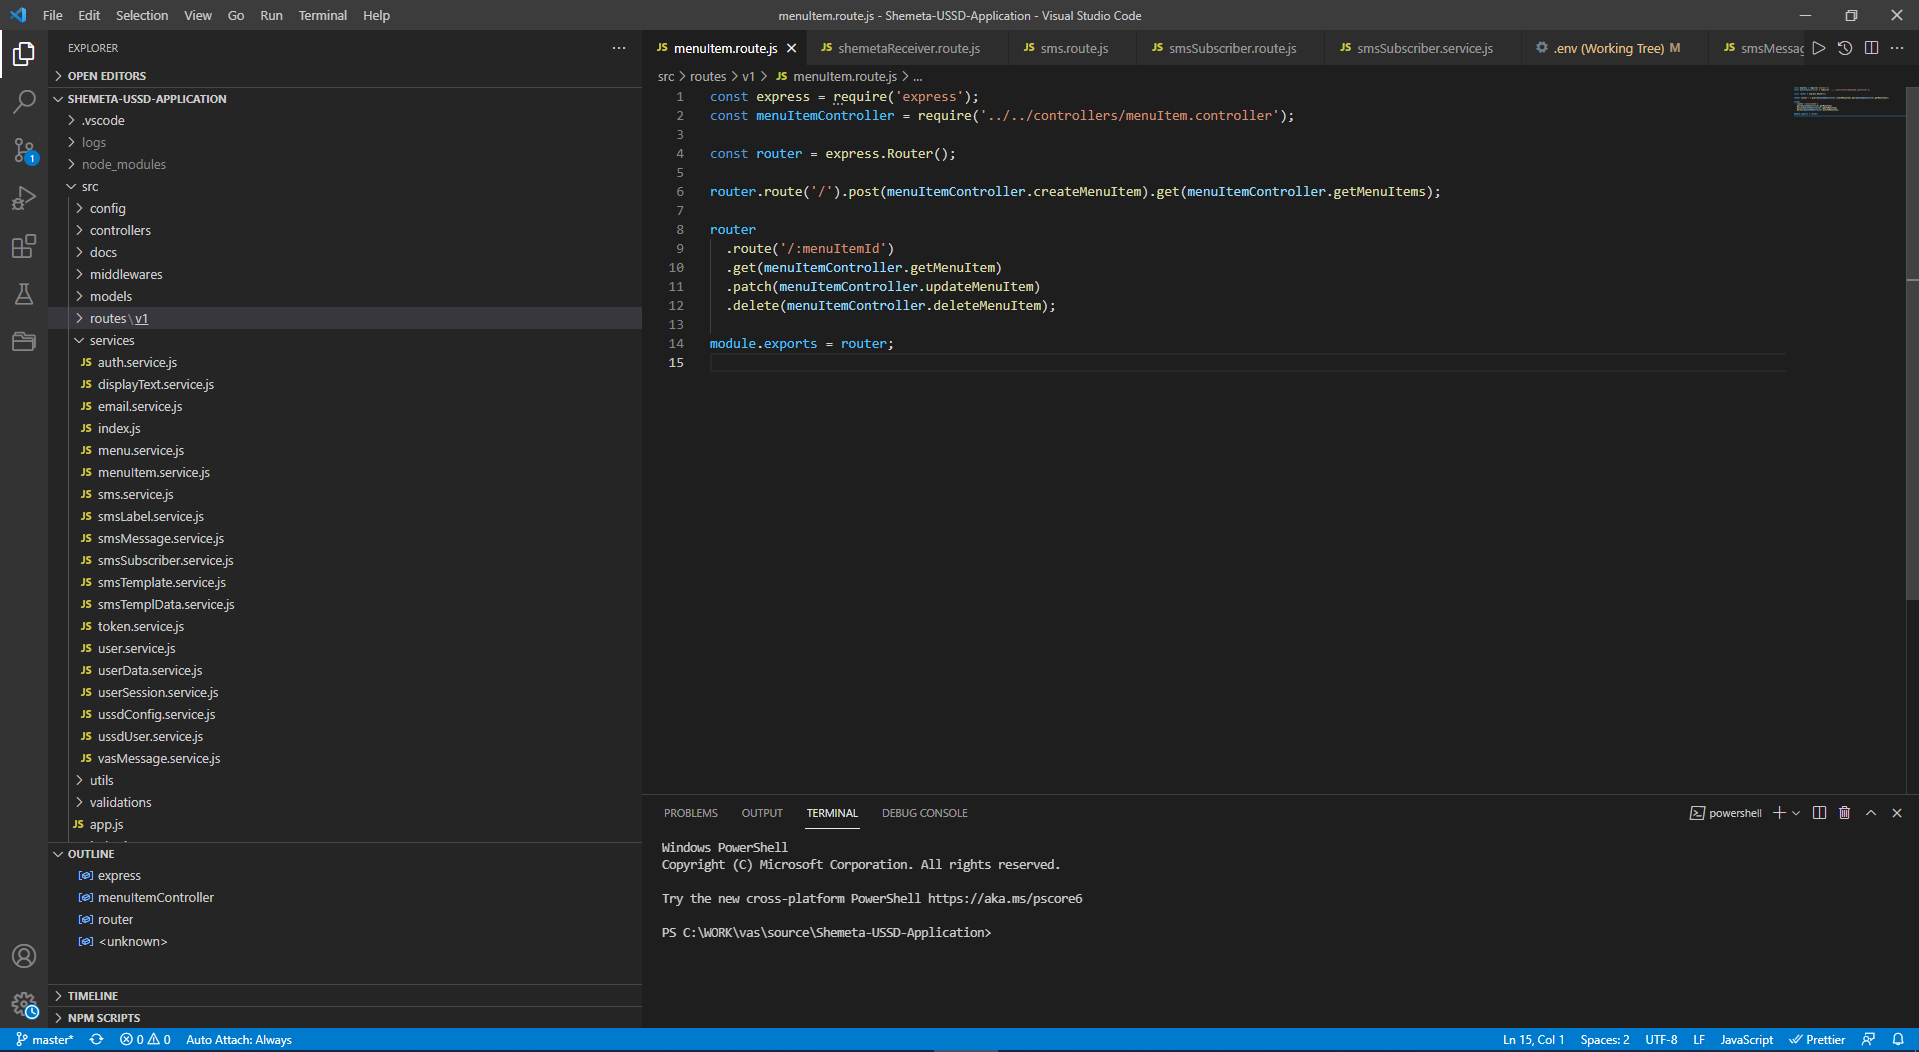 File Edit Selection View Go Run Terminal Help
menuItem.route.js - Shemeta-USSD-Application - Visual Studio Code
EXPLORER
OPEN EDITORS
SHEMETA-USSD-APPLICATION
.vscode
logs
node_modules
src
config
controllers
docs
middlewares
models
routes\v1
services
JS auth.service.js
JS displayText.service.js
JS email.service.js
JS index.js
JS menu.service.js
JS menuItem.service.js
JS sms.service.js
JS smsLabel.service.js
JS smsMessage.service.js
JS smsSubscriber.service.js
JS smsTemplate.service.js
JS smsTemplData.service.js
JS token.service.js
JS user.service.js
JS userData.service.js
JS userSession.service.js
JS ussdConfig.service.js
JS ussdUser.service.js
JS vasMessage.service.js
utils
validations
JS app.js
OUTLINE
express
menuItemController
router
<unknown>
TIMELINE
NPM SCRIPTS
1
JS menuItem.route.js JS shemetaReceiver.route.js JS sms.route.js JS smsSubscriber.route.js JS smsSubscriber.service.js .env (Working Tree) M JS smsMessag
src > routes > v1 > JS menuItem.route.js > ...
1 const express = require('express');
2 const menuItemController = require('../../controllers/menuItem.controller');
3
4 const router = express.Router();
5
6 router.route('/').post(menuItemController.createMenuItem).get(menuItemController.getMenuItems);
7
8 router
9 .route('/:menuItemId')
10 .get(menuItemController.getMenuItem)
11 .patch(menuItemController.updateMenuItem)
12 .delete(menuItemController.deleteMenuItem);
13
14 module.exports = router;
15
PROBLEMS OUTPUT TERMINAL DEBUG CONSOLE
powershell
Windows PowerShell
Copyright (C) Microsoft Corporation. All rights reserved.
Try the new cross-platform PowerShell https://aka.ms/pscore6
PS C:\WORK\vas\source\Shemeta-USSD-Application>
master* 0 0 Auto Attach: Always
Ln 15, Col 1 Spaces: 2 UTF-8 LF JavaScript Prettier